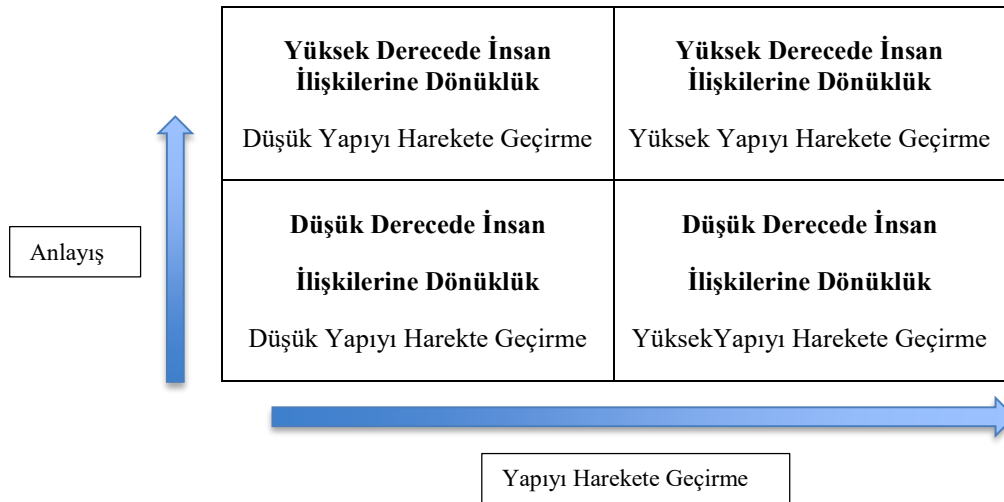 Yüksek Derecede İnsan
İlişkilerine Dönüklük
Düşük Yapıyı Harekete Geçirme
Yüksek Derecede İnsan
İlişkilerine Dönüklük
Yüksek Yapıyı Harekete Geçirme
Anlayış
Düşük Derecede İnsan
İlişkilerine Dönüklük
Düşük Yapıyı Harekte Geçirme
Düşük Derecede İnsan
İlişkilerine Dönüklük
YüksekYapıyı Harekete Geçirme
Yapıyı Harekete Geçirme